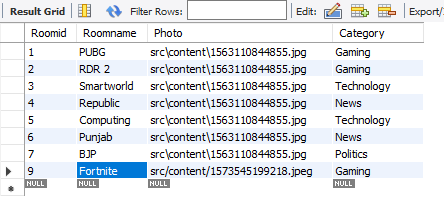 Result Grid Filter Rows: Edit: Export/
Roomid Roomname Photo Category
1 PUBG src\content\1563110844855.jpg Gaming
2 RDR 2 src\content\1563110844855.jpg Gaming
3 Smartworld src\content\1563110844855.jpg Technology
4 Republic src\content\1563110844855.jpg News
5 Computing src\content\1563110844855.jpg Technology
6 Punjab src\content\1563110844855.jpg News
7 BJP src\content\1563110844855.jpg Politics
9 Fortnite src/content/1573545199218.jpeg Gaming
NULL NULL NULL NULL